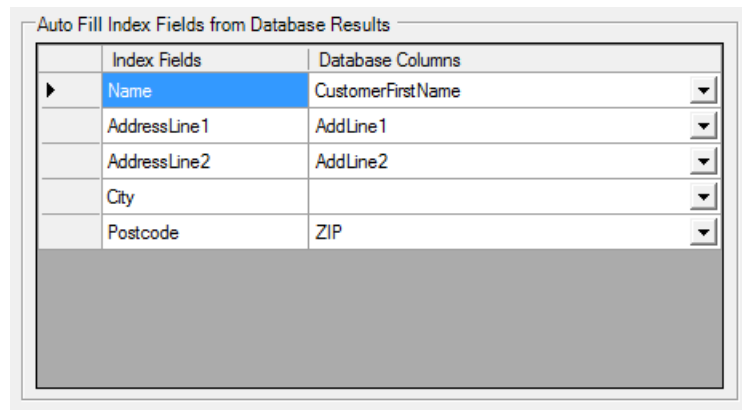 Auto Fill Index Fields from Database Results
Index Fields Database Columns
Name CustomerFirstName
AddressLine1 AddLine1
AddressLine2 AddLine2
City
Postcode ZIP